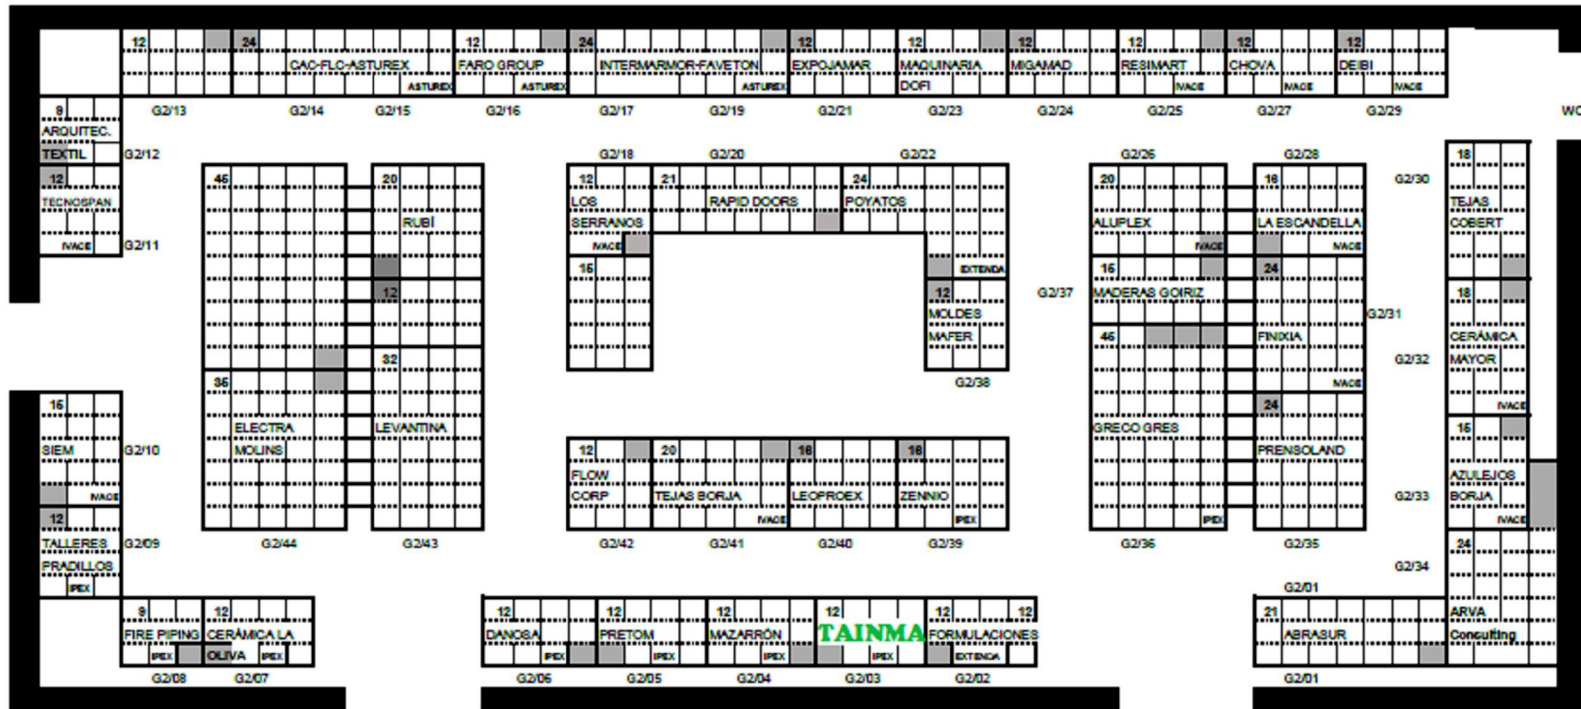 12 24 12 24 12 12 12 12 12 12
CAC-FLC-ASTUREX FARO GROUP INTERMARMOR-FAVETON EXPOJAMAR MAQUINARIA MIGAMAD RESIMART CHOVA DEIBI
ASTUREX ASTUREX ASTUREX DOFI IVACE IVACE IVACE
9 G2/13 G2/14 G2/15 G2/16 G2/17 G2/19 G2/21 G2/23 G2/24 G2/25 G2/27 G2/29 WC
ARQUITEC.
TEXTIL G2/12 G2/18 G2/20 G2/22 G2/26 G2/28 18
12 45 20 12 21 24 20 16 G2/30
TECNOSPAN LOS RAPID DOORS POYATOS TEJAS
RUBÍ SERRANOS ALUPLEX LA ESCANDELLA COBERT
IVACE G2/11 IVACE IVACE IVACE
15 EXTENDA 15 24
12 12 G2/37 MADERAS GOIRIZ 18
MOLDES G2/31
MAFER 45 FINIXIA CERÁMICA
32 G2/32 MAYOR
35 G2/38 IVACE
15 24 IVACE
ELECTRA LEVANTINA GRECO GRES 15
SIEM G2/10 MOLINS 12 20 16 16 PRENSOLAND
FLOW AZULEJOS
IVACE CORP TEJAS BORJA LEOPROEX ZENNIO G2/33 BORJA
12 IVACE IPEX IPEX IVACE
TALLERES G2/09 G2/44 G2/43 G2/42 G2/41 G2/40 G2/39 G2/36 G2/35 24
PRADILLOS G2/34
IPEX G2/01
9 12 12 12 12 12 12 12 21 ARVA
FIRE PIPING CERÁMICA LA DANOSA PRETOM MAZARRÓN TAINMA FORMULACIONES ABRASUR Consulting
IPEX OLIVA IPEX IPEX IPEX IPEX IPEX EXTENDA
G2/08 G2/07 G2/06 G2/05 G2/04 G2/03 G2/02 G2/01